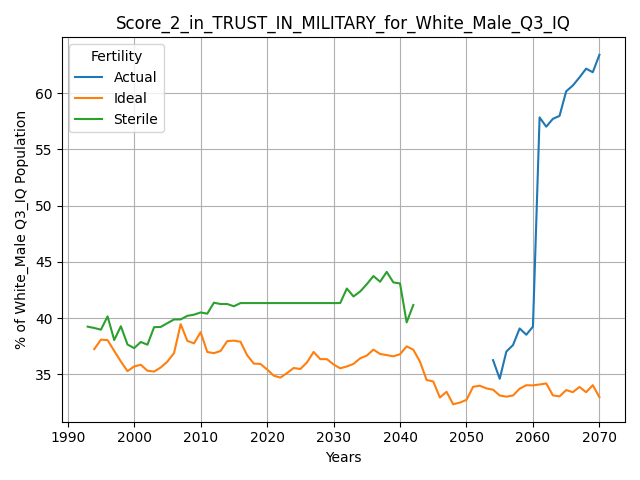 Score_2_in_TRUST_IN_MILITARY_for_White_Male_Q3_IQ
Fertility
Actual
Ideal
Sterile
% of White_Male Q3_IQ Population
60
55
50
45
40
35
1990
2000
2010
2020
2030
2040
2050
2060
2070
Years